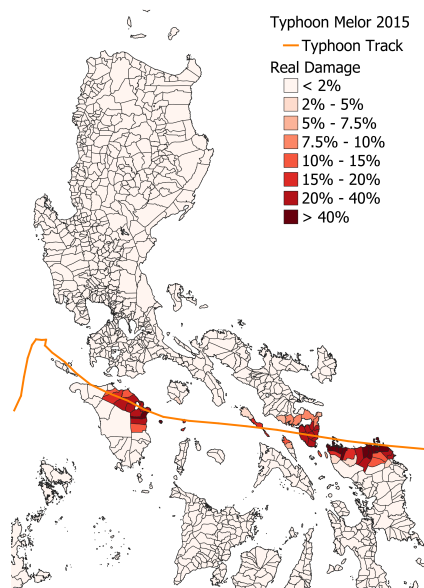 Typhoon Melor 2015
Typhoon Track
Real Damage
< 2%
2% - 5%
5% - 7.5%
7.5% - 10%
10% - 15%
15% - 20%
20% - 40%
> 40%